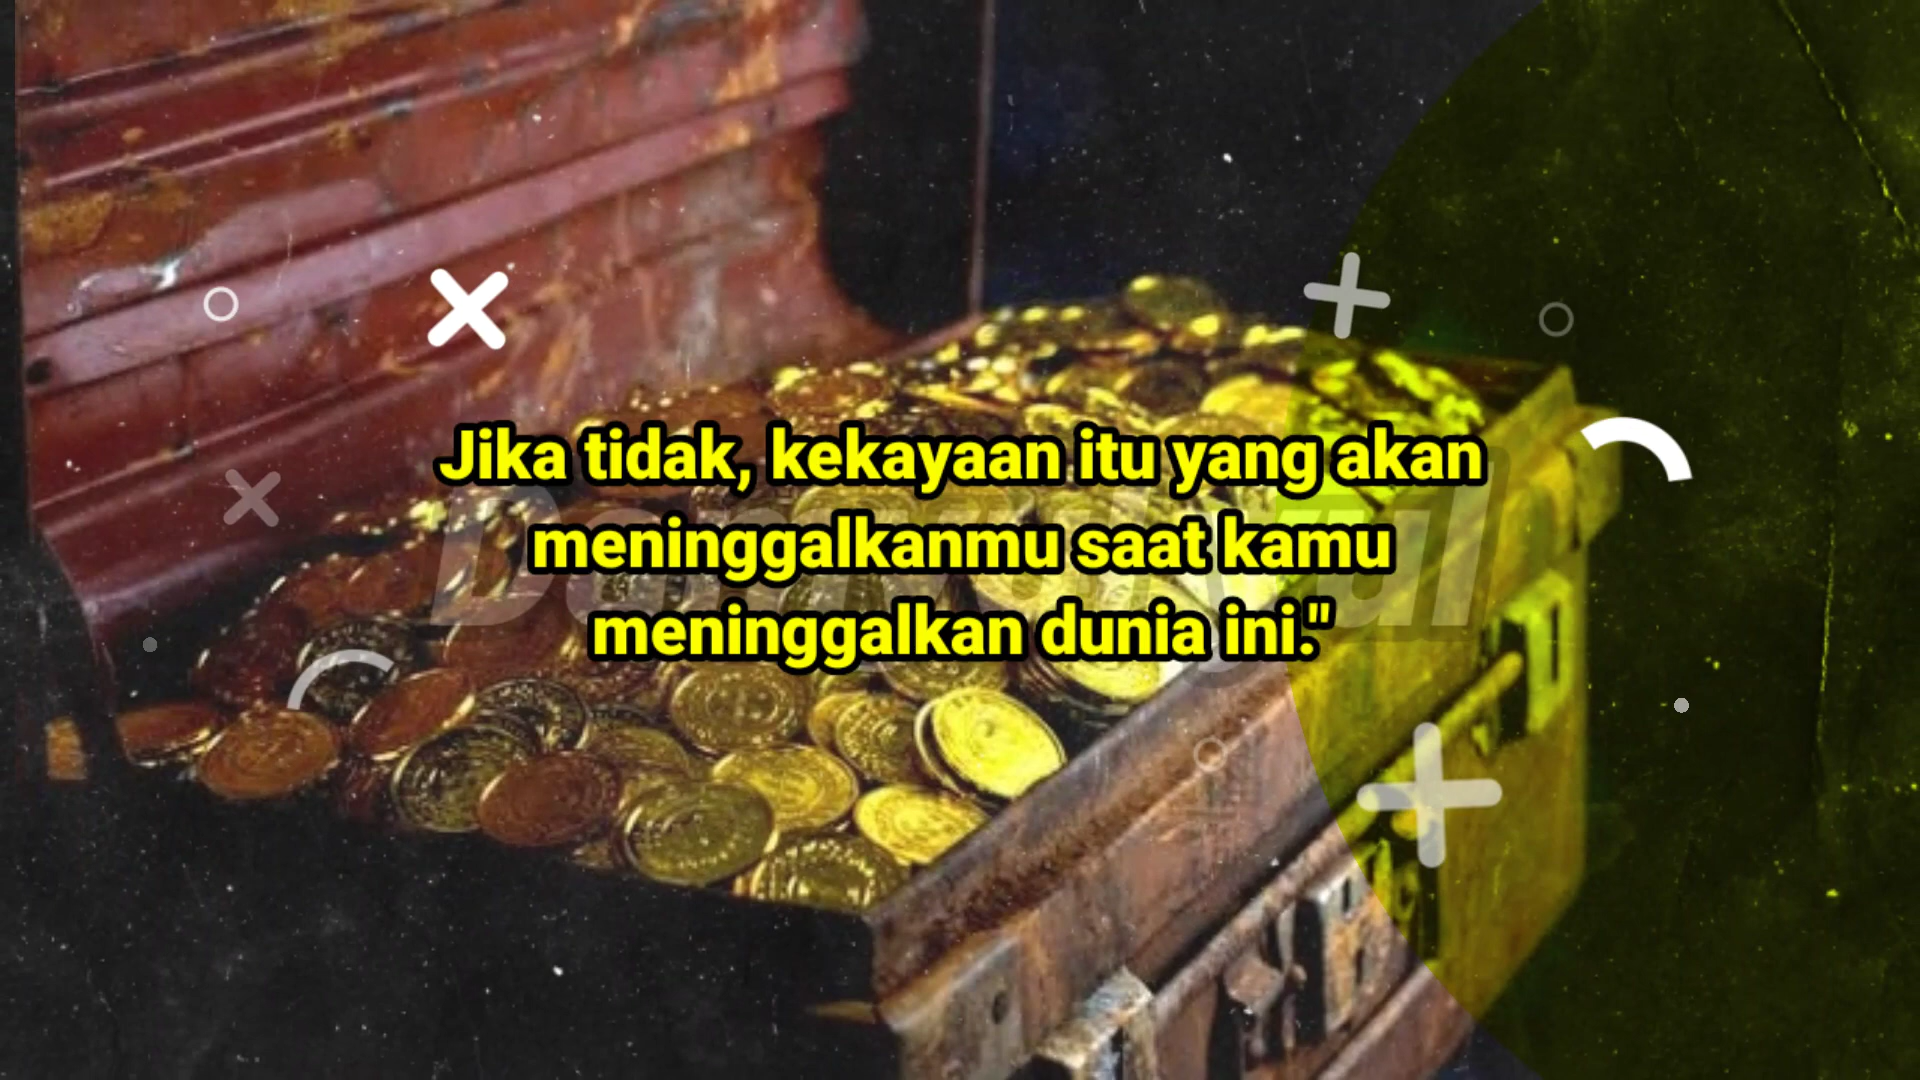 Jika tidak, kekayaan itu yang akan
meninggalkanmu saat kamu
meninggalkan dunia ini."